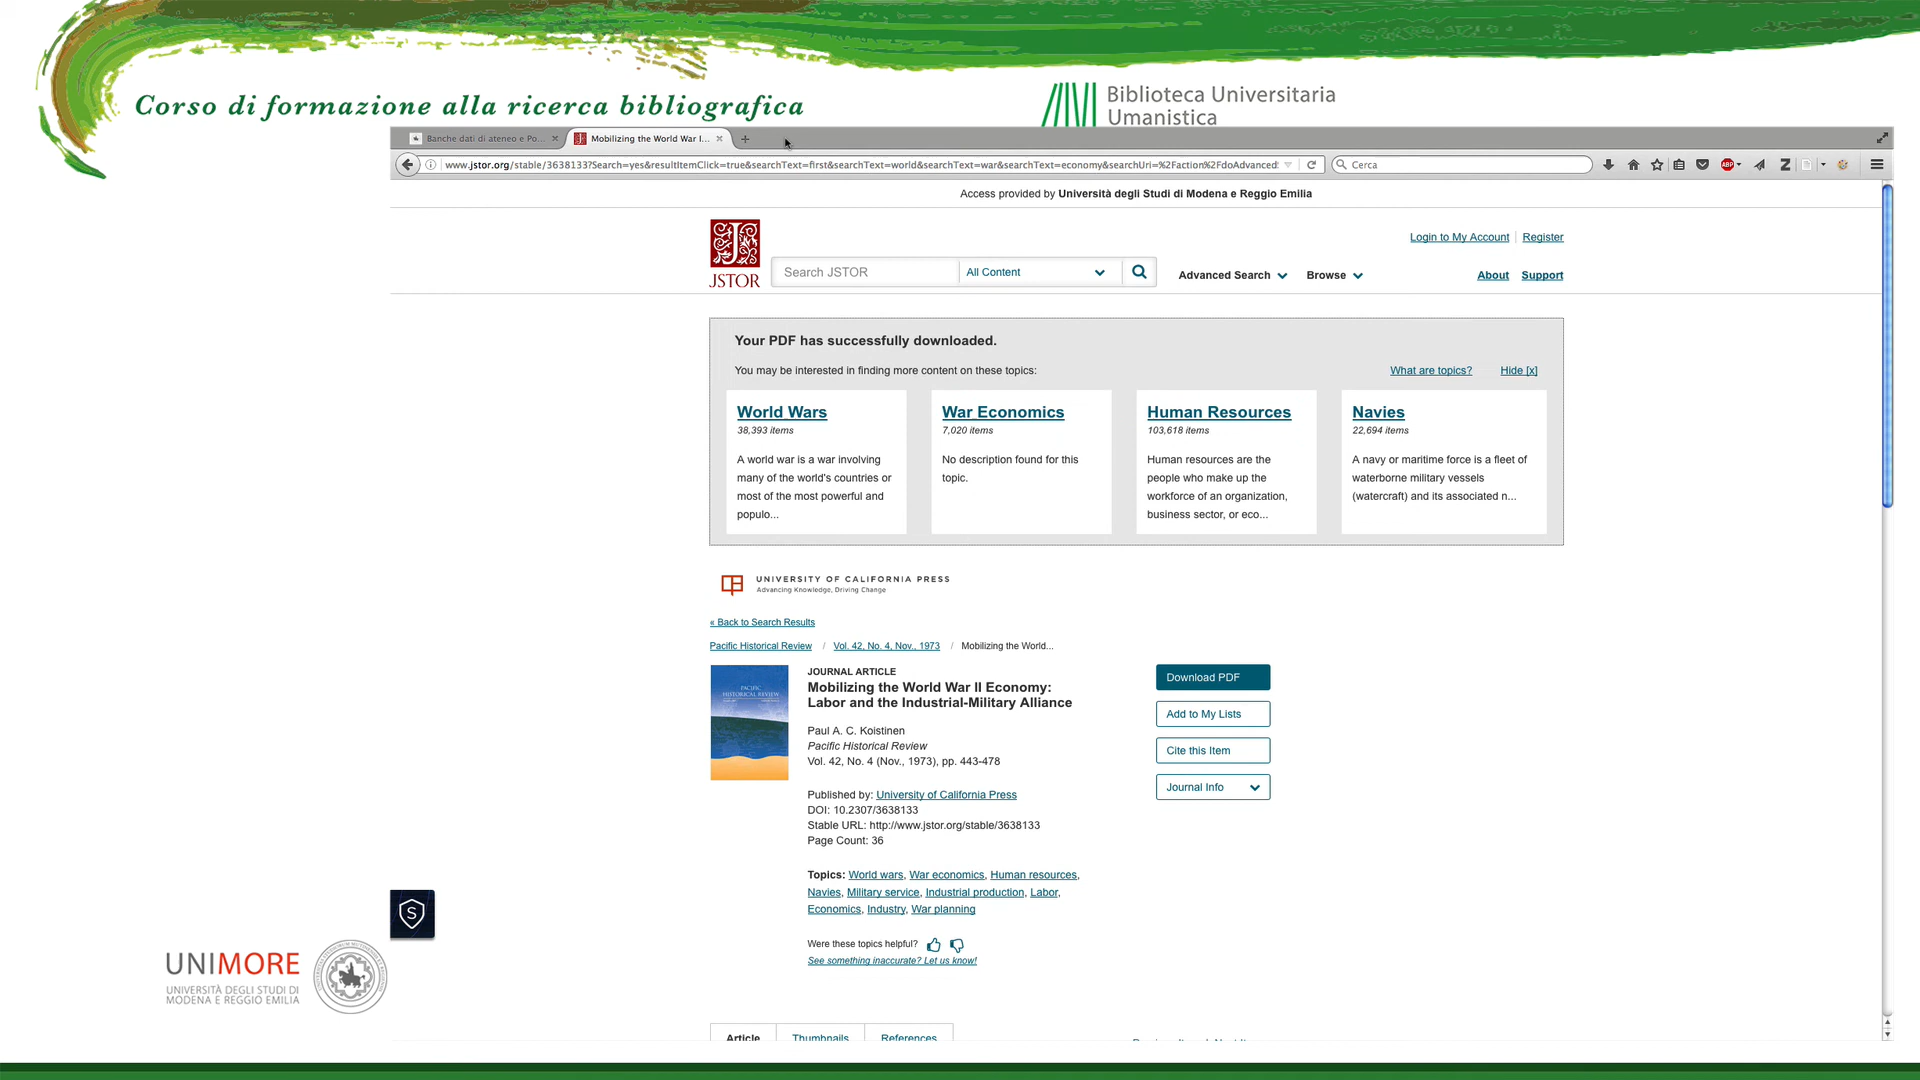 Corso di formazione alla ricerca bibliografica
Biblioteca Universitaria
Umanistica
Banche dati di ateneo e Po...
Mobilizing the World War I...
www.jstor.org/stable/3638133?Search=yes&resultItemClick=true&searchText=first&searchText=world&searchText=war&searchText=economy&searchUri=%2Faction%2FdoAdvanced
Cerca
ABP
Z
Access provided by Università degli Studi di Modena e Reggio Emilia
JSTOR
Login to My Account
Register
Search JSTOR
All Content
Advanced Search
Browse
About
Support
Your PDF has successfully downloaded.
You may be interested in finding more content on these topics:
What are topics?
Hide [x]
World Wars
38,393 items
A world war is a war involving
many of the world's countries or
most of the most powerful and
populo...
War Economics
7,020 items
No description found for this
topic.
Human Resources
103,618 items
Human resources are the
people who make up the
workforce of an organization,
business sector, or eco...
Navies
22,694 items
A navy or maritime force is a fleet of
waterborne military vessels
(watercraft) and its associated n...
UNIVERSITY OF CALIFORNIA PRESS
Advancing Knowledge, Driving Change
« Back to Search Results
Pacific Historical Review / Vol. 42, No. 4, Nov., 1973 / Mobilizing the World...
PACIFIC
HISTORICAL REVIEW
JOURNAL ARTICLE
Mobilizing the World War II Economy:
Labor and the Industrial-Military Alliance
Paul A. C. Koistinen
Pacific Historical Review
Vol. 42, No. 4 (Nov., 1973), pp. 443-478
Published by: University of California Press
DOI: 10.2307/3638133
Stable URL: http://www.jstor.org/stable/3638133
Page Count: 36
Download PDF
Add to My Lists
Cite this Item
Journal Info
Topics: World wars, War economics, Human resources,
Navies, Military service, Industrial production, Labor,
Economics, Industry, War planning
Were these topics helpful?
See something inaccurate? Let us know!
S
UNIMORE
UNIVERSITÀ DEGLI STUDI DI
MODENA E REGGIO EMILIA
Article
Thumbnails
References